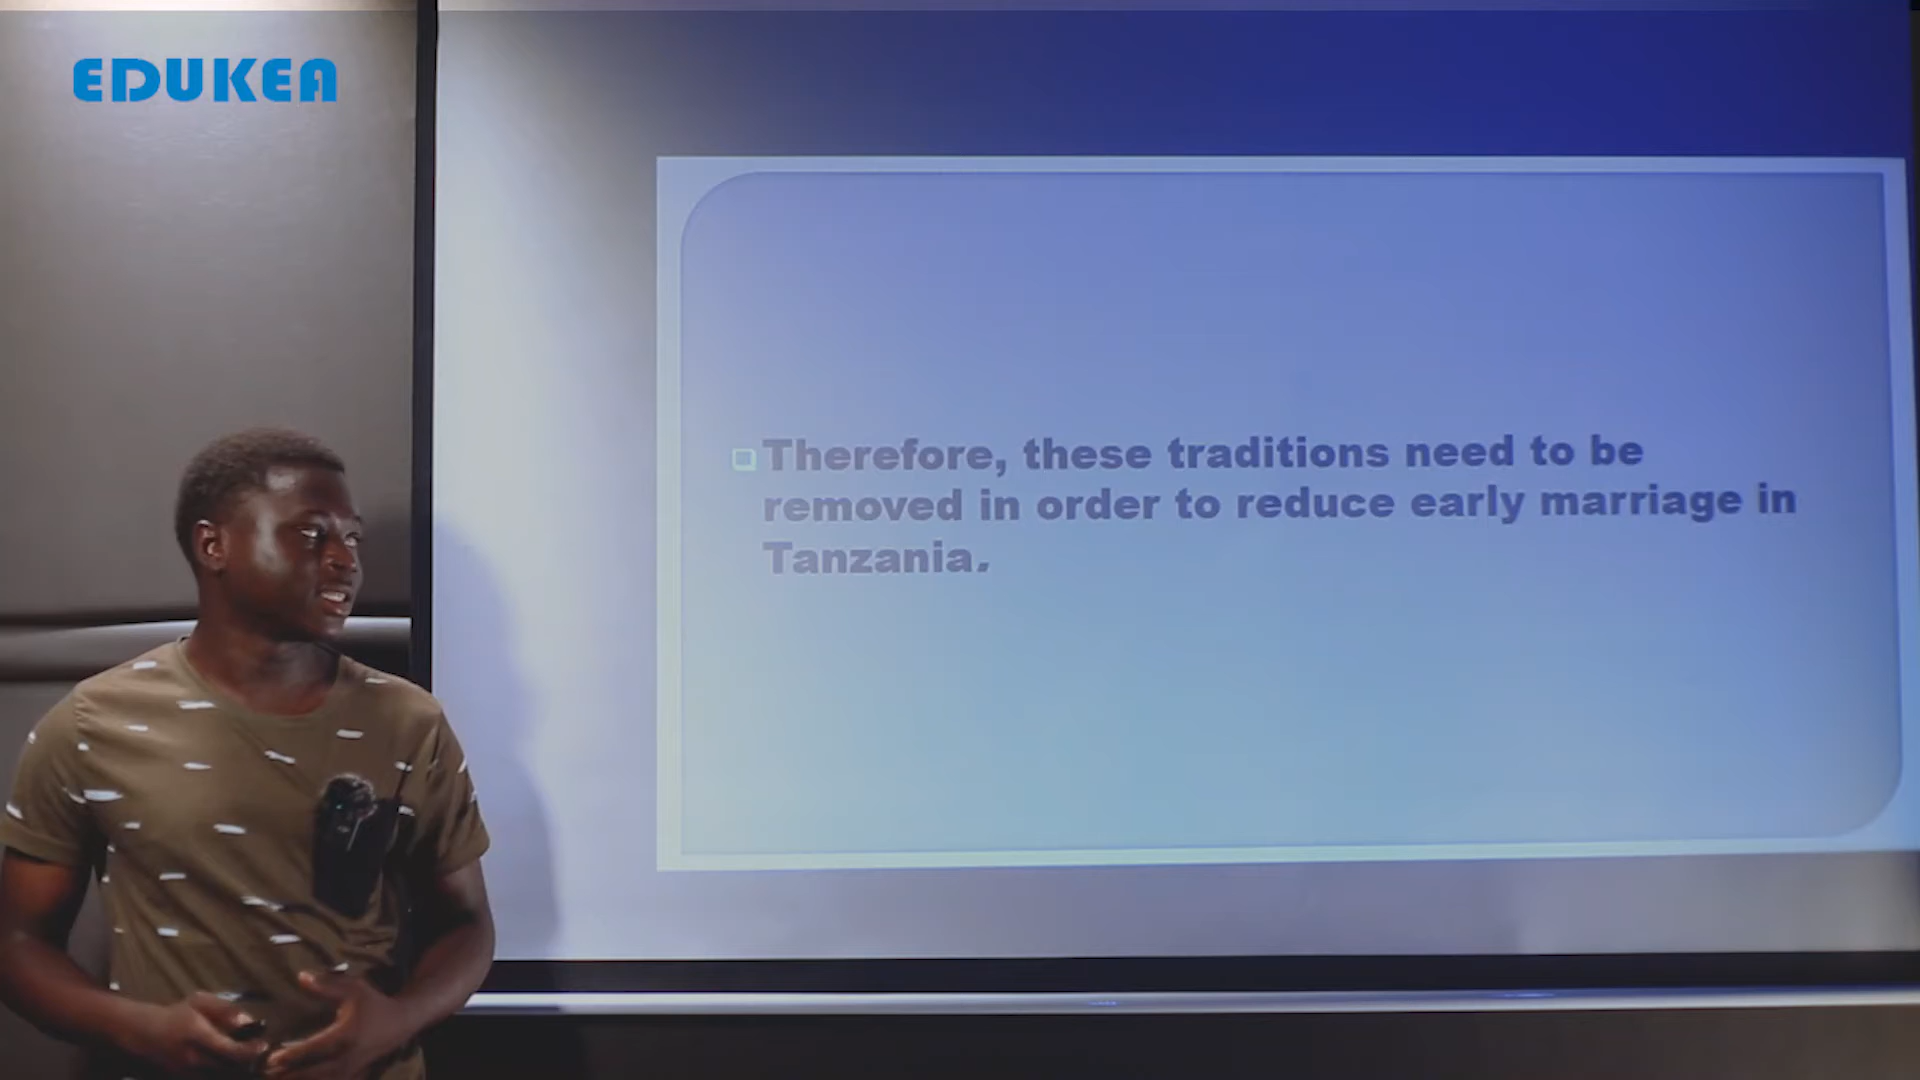 EDUKEA
Therefore, these traditions need to be
removed in order to reduce early marriage in
Tanzania.